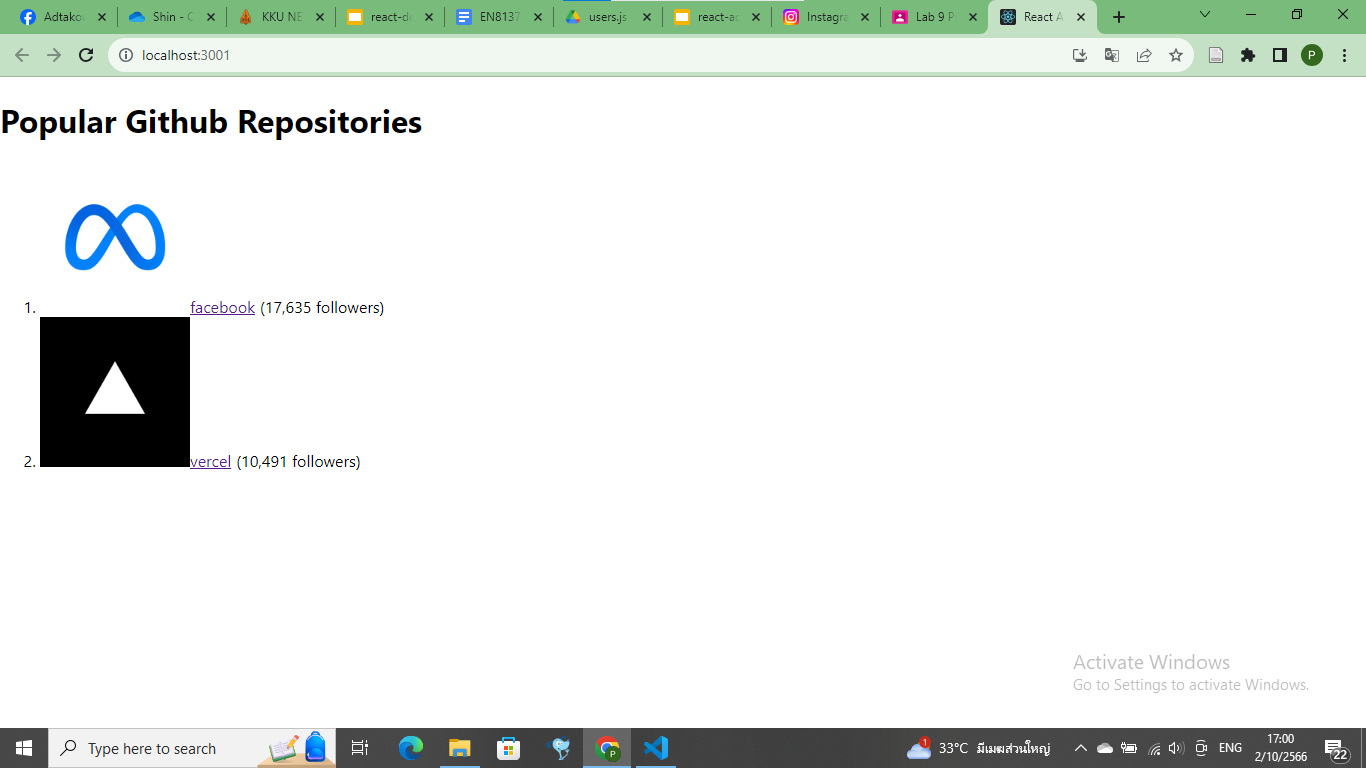 Adtako
Shin - C
KKU NE
react-de
EN8137
users.js
react-ac
Instagra
Lab 9 P
React A
localhost:3001
P
Popular Github Repositories
1. facebook (17,635 followers)
2. vercel (10,491 followers)
Activate Windows
Go to Settings to activate Windows.
Type here to search
1
33°C มีเมฆส่วนใหญ่
ENG
17:00
2/10/2566
22